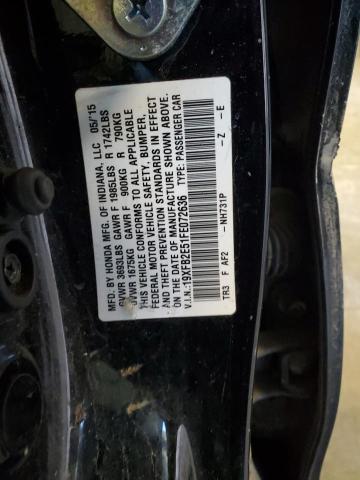 MFD. BY HONDA MFG. OF INDIANA, LLC 05/'15
GVWR 3693LBS GAWR F 1985LBS R 1742LBS
GVWR 1675KG GAWR F 900KG R 790KG
THIS VEHICLE CONFORMS TO ALL APPLICABLE
FEDERAL MOTOR VEHICLE SAFETY, BUMPER,
AND THEFT PREVENTION STANDARDS IN EFFECT
ON THE DATE OF MANUFACTURE SHOWN ABOVE.
V.I.N.:19XFB2E51FE072636 TYPE: PASSENGER CAR
-NH731P -Z -E
TR3 F AF2